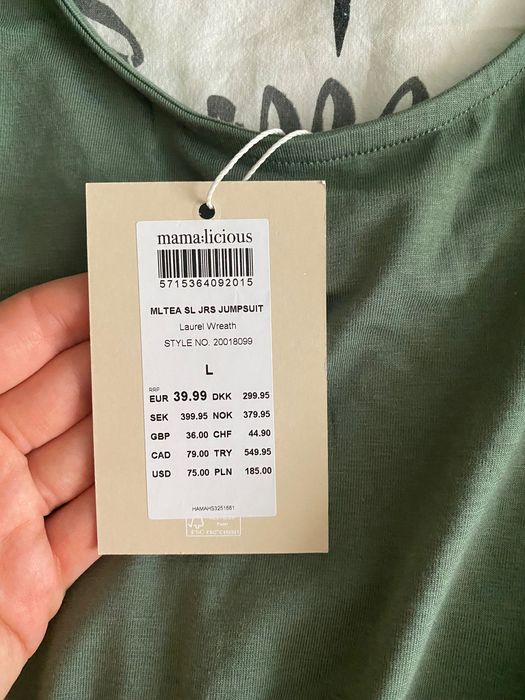 mama:licious
5715364092015
MLTEA SL JRS JUMPSUIT
Laurel Wreath
STYLE NO. 20018099
L
RRP
EUR 39.99 DKK 299.95
SEK 399.95 NOK 379.95
GBP 36.00 CHF 44.90
CAD 79.00 TRY 549.95
USD 75.00 PLN 185.00